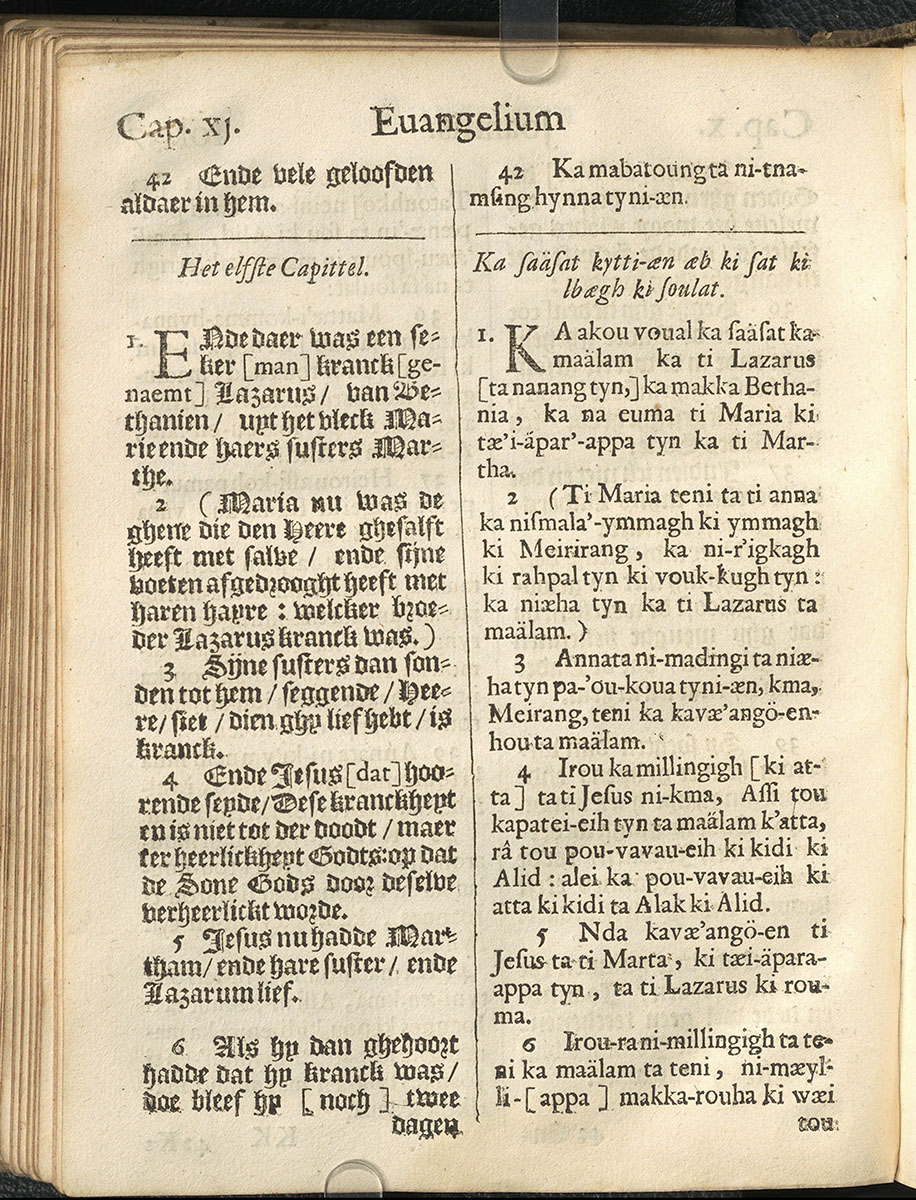 Cap. xj. Euangelium
42 Ende vele geloofden
aldaer in hem.
Het elfste Capittel.
1. ENde daer was een se-
ker [man] kranck [ge-
naemt] Lazarus / van Be-
thanien / uyt het vleck Ma-
rie ende haers susters Mar-
the.
2 (Maria nu was de
ghene die den Heere ghesalft
heeft met salve / ende sijne
voeten afgedrooght heeft met
haren hayre : welcker broe-
der Lazarus kranck was.)
3 Sijne susters dan son-
den tot hem / seggende / Hee-
re / siet / dien ghy lief hebt / is
kranck.
4 Ende Jesus [dat] hoo-
rende seyde / Dese kranckheyt
en is niet tot der doodt / maer
ter heerlickheyt Godts: op dat
de Sone Gods door deselve
verheerlickt worde.
5 Jesus nu hadde Mar-
tham / ende hare suster / ende
Lazarum lief.
6 Als hy dan ghehoort
hadde dat hy kranck was /
doe bleef hy [noch] twee
dagen
42 Ka mabatoung ta ni-tna-
msing hynna tyni-æn.
Ka ſaäsat kytti-æn æb ki ſat ki
lbægh ki ſoulat.
1. KA akou voual ka saäsat ka
maälam ka ti Lazarus
[ta nanang tyn,] ka makka Betha-
nia, ka na euma ti Maria ki
tæ'i-äpar'-appa tyn ka ti Mar-
tha.
2 (Ti Maria teni ta ti anna
ka nismala'-ymmagh ki ymmagh
ki Meirirang, ka ni-r'igkagh
ki rahpal tyn ki vouk-kugh tyn:
ka niæha tyn ka ti Lazarus ta
maälam.)
3 Annata ni-madingi ta niæ-
ha tyn pa-'ou-koua tyni-æn, kma,
Meirang, teni ka kavæ'angö-en-
hou ta maälam.
4 Irou ka millingigh [ki at-
ta] ta ti Jesus ni-kma, Assi tou
kapatei-eih tyn ta maälam k'atta,
râ tou pou-vavau-eih ki kidi ki
Alid : alei ka pou-vavau-eih ki
atta ki kidi ta Alak ki Alid.
5 Nda kavæ'angö-en ti
Jesus ta ti Marta, ki tæi-äpara-
appa tyn, ta ti Lazarus ki rou-
ma.
6 Irou-ra ni-millingigh ta te-
ni ka maälam ta teni, ni-mæyl-
li-[appa] makka-rouha ki wæi
tou